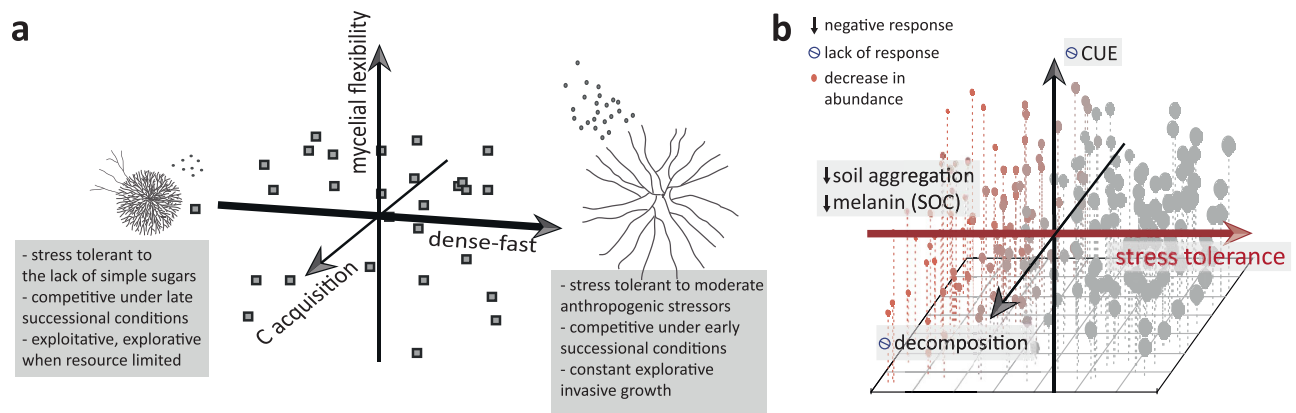 a
mycelial flexibility
dense-fast
C acquisition
- stress tolerant to
the lack of simple sugars
- competitive under late
successional conditions
- exploitative, explorative
when resource limited
- stress tolerant to moderate
anthropogenic stressors
- competitive under early
successional conditions
- constant explorative
invasive growth
b
negative response
lack of response
decrease in
abundance
CUE
soil aggregation
melanin (SOC)
stress tolerance
decomposition